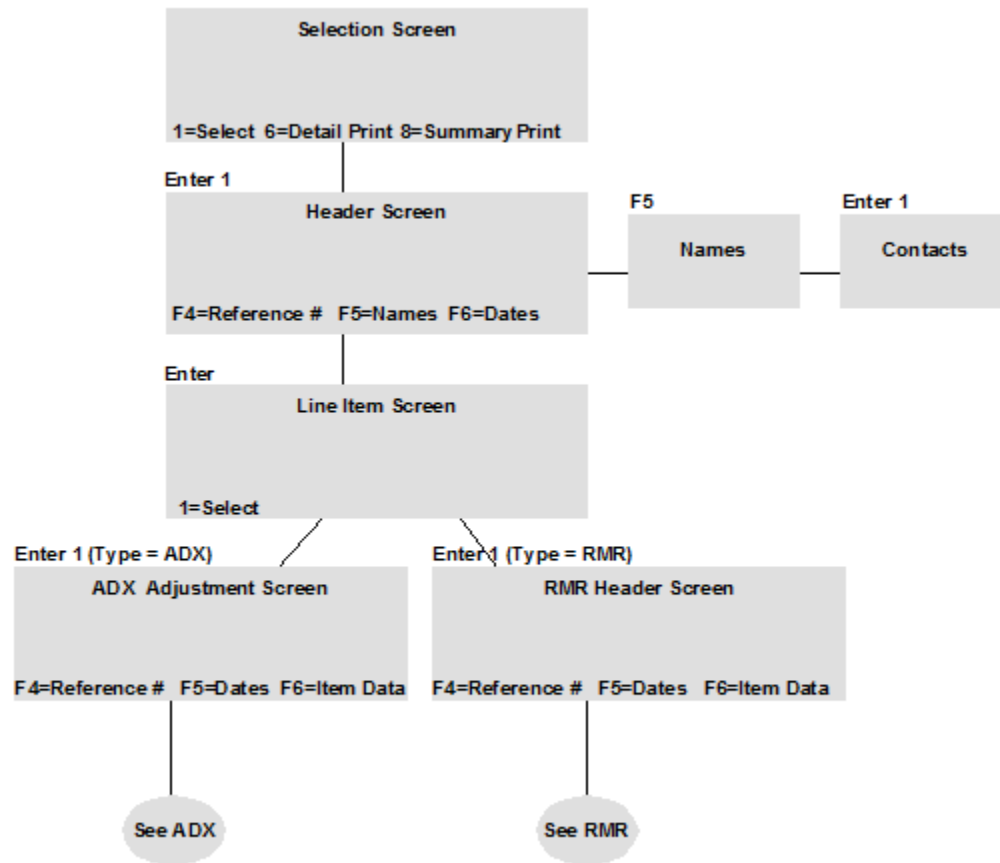 Selection Screen
1=Select 6=Detail Print 8=Summary Print
Enter 1
Header Screen
F4=Reference # F5=Names F6=Dates
F5
Names
Enter 1
Contacts
Enter
Line Item Screen
1=Select
Enter 1 (Type = ADX)
ADX Adjustment Screen
F4=Reference # F5=Dates F6=Item Data
See ADX
Enter 1 (Type = RMR)
RMR Header Screen
F4=Reference # F5=Dates F6=Item Data
See RMR